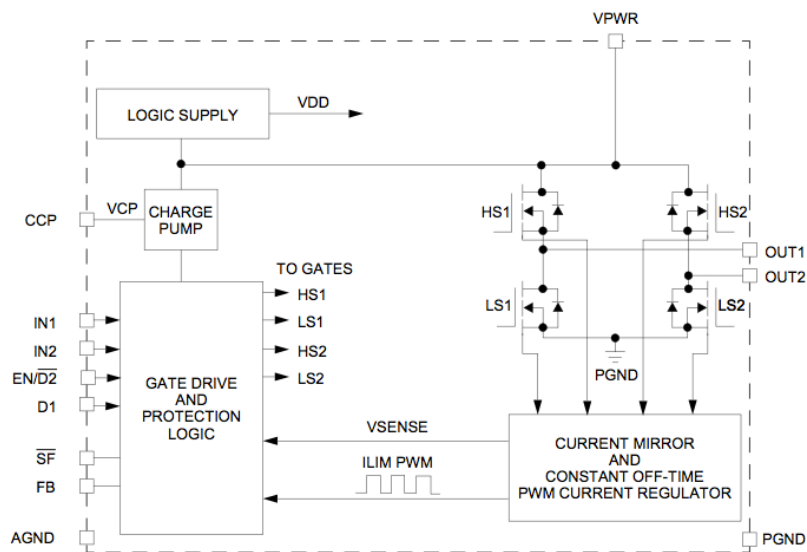 VPWR
LOGIC SUPPLY
VDD
CCP
VCP
CHARGE
PUMP
HS1
HS2
OUT1
OUT2
TO GATES
HS1
LS1
HS2
LS2
LS1
LS2
PGND
IN1
IN2
EN/D2
D1
SF
FB
GATE DRIVE
AND
PROTECTION
LOGIC
VSENSE
ILIM PWM
CURRENT MIRROR
AND
CONSTANT OFF-TIME
PWM CURRENT REGULATOR
AGND
PGND